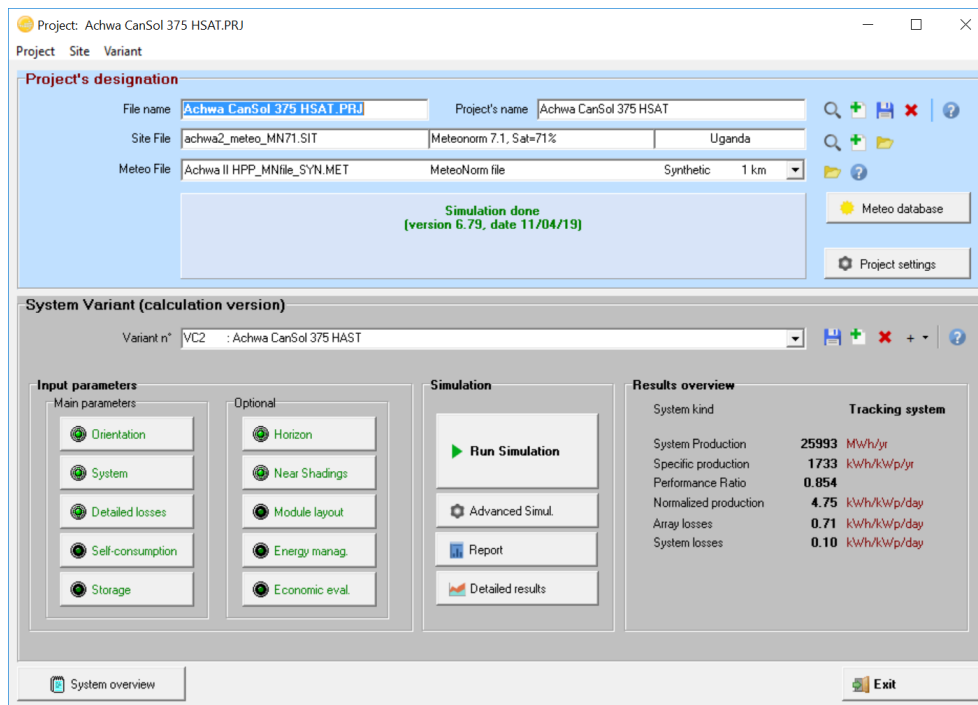 Project: Achwa CanSol 375 HSAT.PRJ
Project Site Variant
Project's designation
File name Achwa CanSol 375 HSAT.PRJ Project's name Achwa CanSol 375 HSAT
Site File achwa2_meteo_MN71.SIT Meteonorm 7.1, Sat=71% Uganda
Meteo File Achwa II HPP_MNfile_SYN.MET MeteoNorm file Synthetic 1 km
Simulation done
(version 6.79, date 11/04/19)
Meteo database
Project settings
System Variant (calculation version)
Variant n° VC2 : Achwa CanSol 375 HAST
Input parameters
Main parameters
Orientation
System
Detailed losses
Self-consumption
Storage
Optional
Horizon
Near Shadings
Module layout
Energy manag.
Economic eval.
Simulation
Run Simulation
Advanced Simul.
Report
Detailed results
Results overview
System kind Tracking system
System Production 25993 MWh/yr
Specific production 1733 kWh/kWp/yr
Performance Ratio 0.854
Normalized production 4.75 kWh/kWp/day
Array losses 0.71 kWh/kWp/day
System losses 0.10 kWh/kWp/day
System overview
Exit